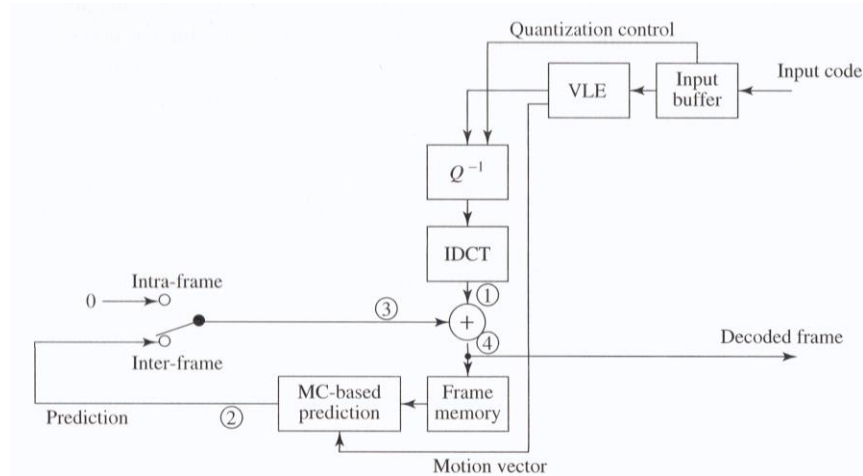 Quantization control
Input code
VLE
Input
buffer
Q⁻¹
IDCT
①
Intra-frame
0
③
+
④
Decoded frame
Inter-frame
MC-based
prediction
Frame
memory
Prediction
②
Motion vector